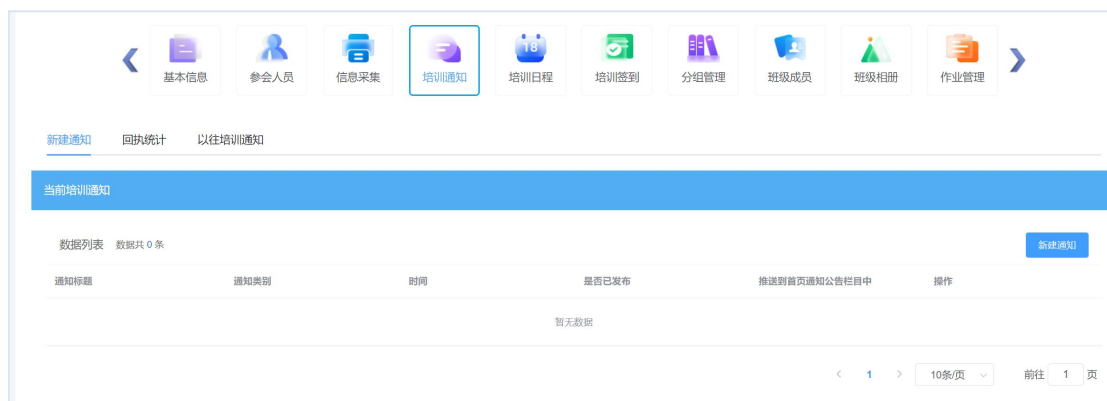 基本信息 参会人员 信息采集 培训通知 培训日程 培训签到 分组管理 班级成员 班级相册 作业管理
18
新建通知 回执统计 以往培训通知
当前培训通知
数据列表 数据共 0 条 新建通知
通知标题 通知类别 时间 是否已发布 推送到首页通知公告栏目中 操作
暂无数据
1 10条/页 前往 1 页